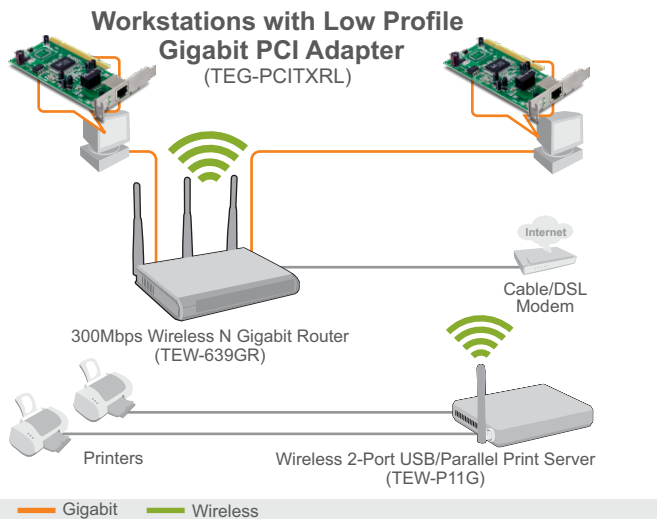 Workstations with Low Profile
Gigabit PCI Adapter
(TEG-PCITXRL)
Internet
Cable/DSL
Modem
300Mbps Wireless N Gigabit Router
(TEW-639GR)
Printers
Wireless 2-Port USB/Parallel Print Server
(TEW-P11G)
Gigabit
Wireless